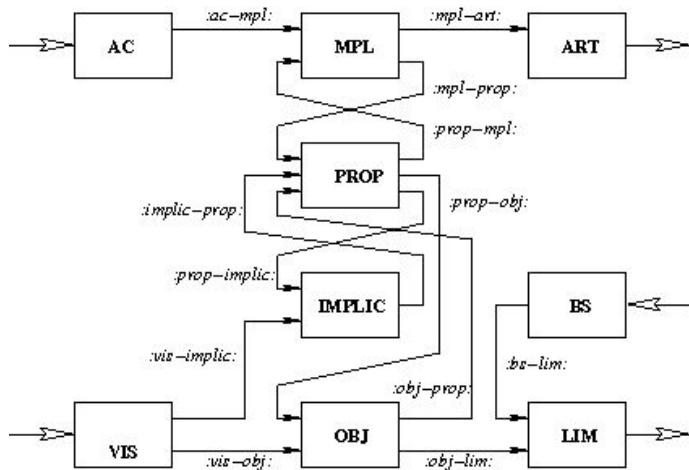 :ac–mpl:
:mpl–art:
AC
MPL
ART
:mpl–prop:
:prop–mpl:
PROP
:implic–prop:
:prop–obj:
:prop–implic:
IMPLIC
BS
:vis–implic:
:bs–lim:
:obj–prop:
VIS
OBJ
LIM
:vis–obj:
:obj–lim: